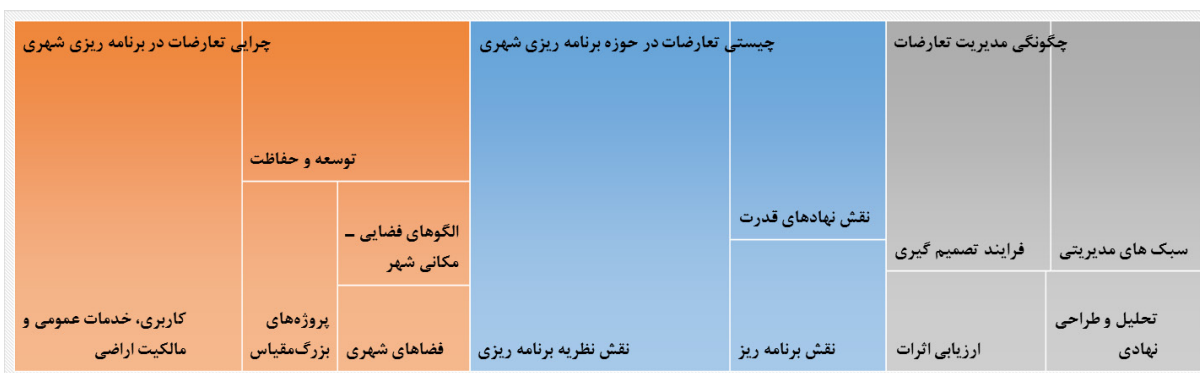 چرایی تعارضات در برنامه ریزی شهری
چیستی تعارضات در حوزه برنامه ریزی شهری
چگونگی مدیریت تعارضات
توسعه و حفاظت
الگوهای فضایی –
مکانی شهر
نقش نهادهای قدرت
فرایند تصمیم گیری
سبک های مدیریتی
کاربری، خدمات عمومی و
مالکیت اراضی
پروژه‌های
بزرگ‌مقیاس
فضاهای شهری
نقش نظریه برنامه ریزی
نقش برنامه ریز
ارزیابی اثرات
تحلیل و طراحی
نهادی